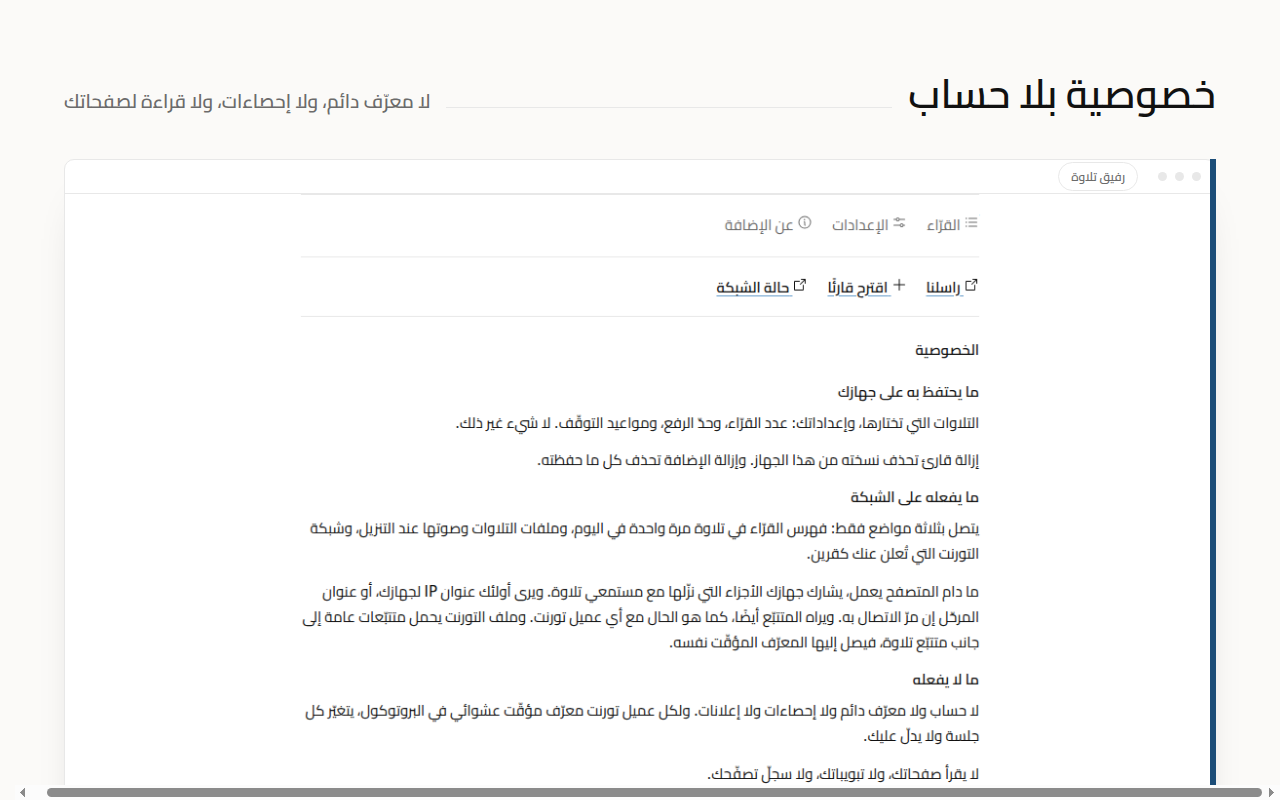 خصوصية بلا حساب
لا معرّف دائم، ولا إحصاءات، ولا قراءة لصفحاتك
رفيق تلاوة
القرّاء
الإعدادات
عن الإضافة
راسلنا
اقترح قارئًا
حالة الشبكة
الخصوصية
ما يحتفظ به على جهازك
التلاوات التي تختارها، وإعداداتك: عدد القرّاء، وحدّ الرفع، ومواعيد التوقّف. لا شيء غير ذلك.
إزالة قارئ تحذف نسخته من هذا الجهاز. وإزالة الإضافة تحذف كل ما حفظته.
ما يفعله على الشبكة
يتصل بثلاثة مواضع فقط: فهرس القرّاء في تلاوة مرة واحدة في اليوم، وملفات التلاوات وصوتها عند التنزيل، وشبكة
التورنت التي تُعلن عنك كقرين.
ما دام المتصفح يعمل، يشارك جهازك الأجزاء التي نزّلها مع مستمعي تلاوة. ويرى أولئك عنوان IP لجهازك، أو عنوان
المرحّل إن مرّ الاتصال به. ويراه المتتبّع أيضًا، كما هو الحال مع أي عميل تورنت. وملف التورنت يحمل متتبّعات عامة إلى
جانب متتبّع تلاوة، فيصل إليها المعرّف المؤقّت نفسه.
ما لا يفعله
لا حساب ولا معرّف دائم ولا إحصاءات ولا إعلانات. ولكل عميل تورنت معرّف مؤقّت عشوائي في البروتوكول، يتغيّر كل
جلسة ولا يدلّ عليك.
لا يقرأ صفحاتك، ولا تبويباتك، ولا سجلّ تصفّحك.